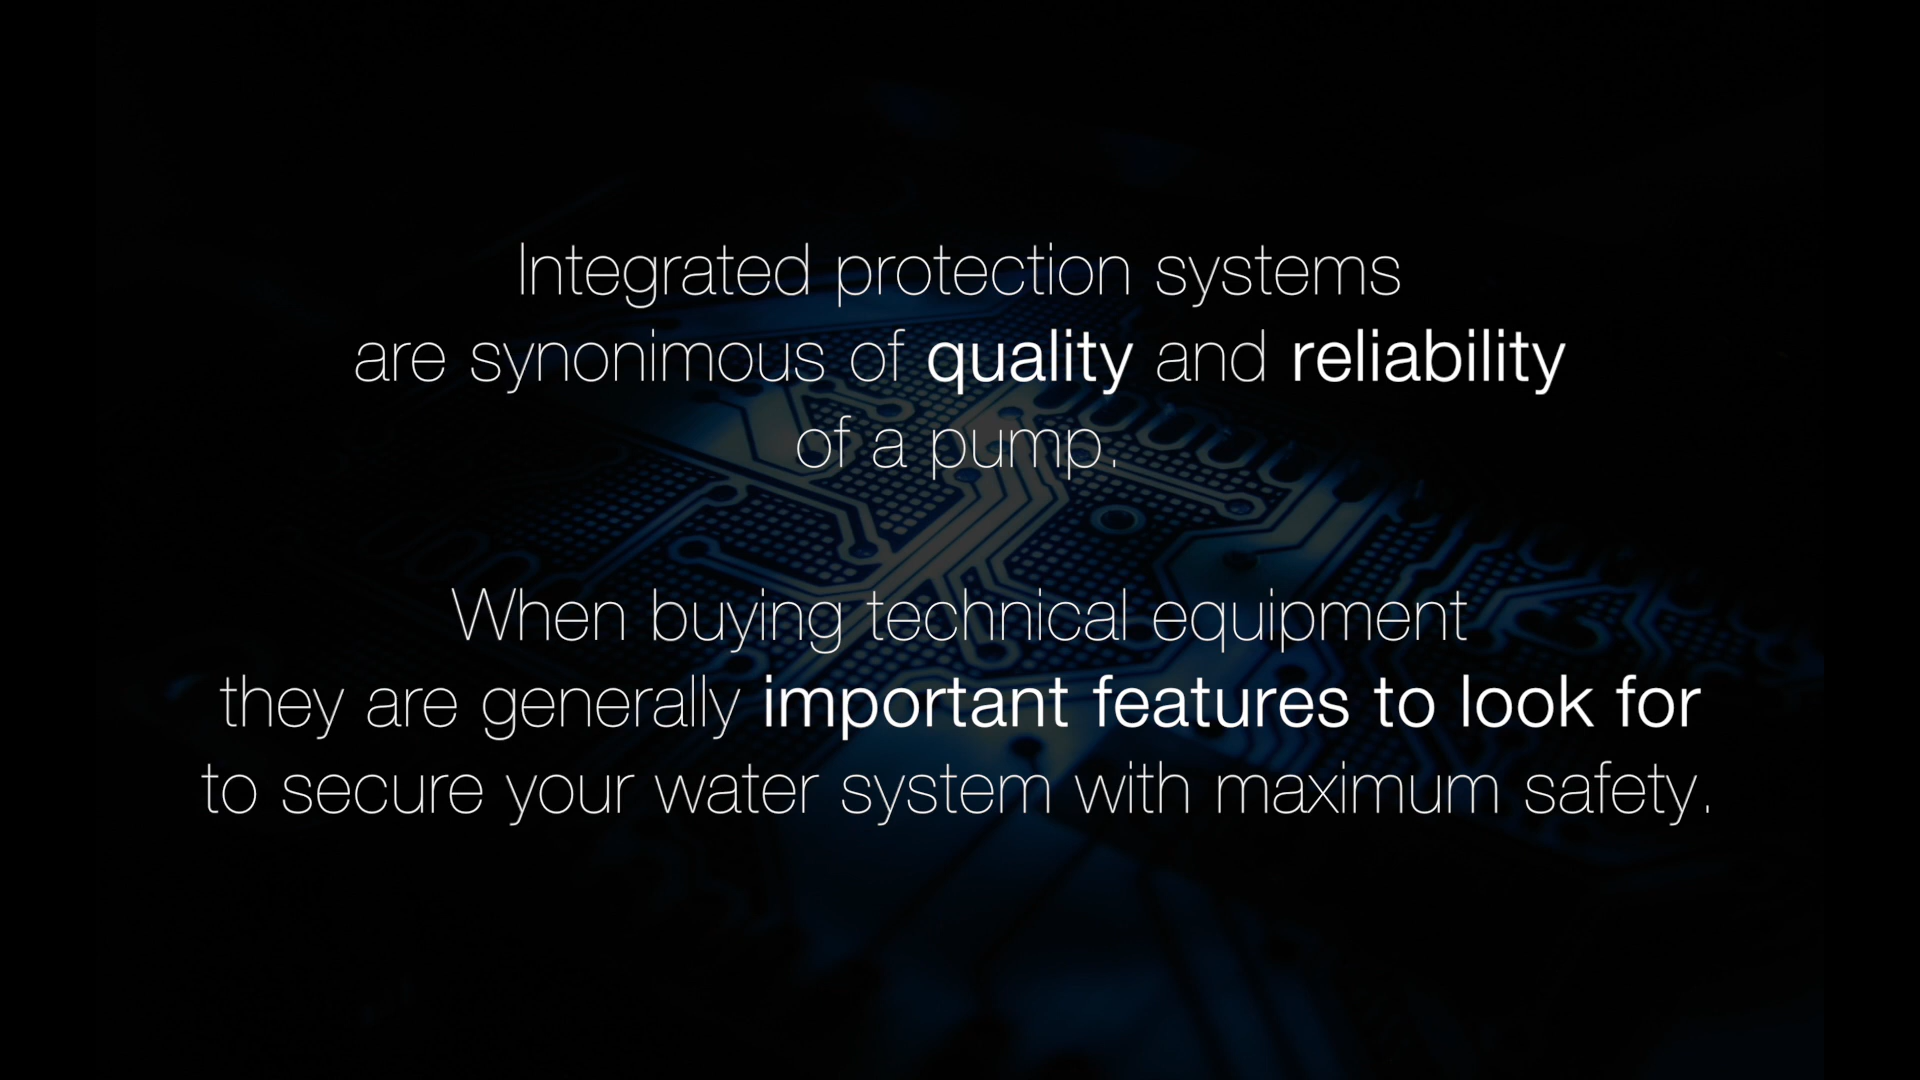 Integrated protection systems
are synonimous of quality and reliability
of a pump.
When buying technical equipment
they are generally important features to look for
to secure your water system with maximum safety.